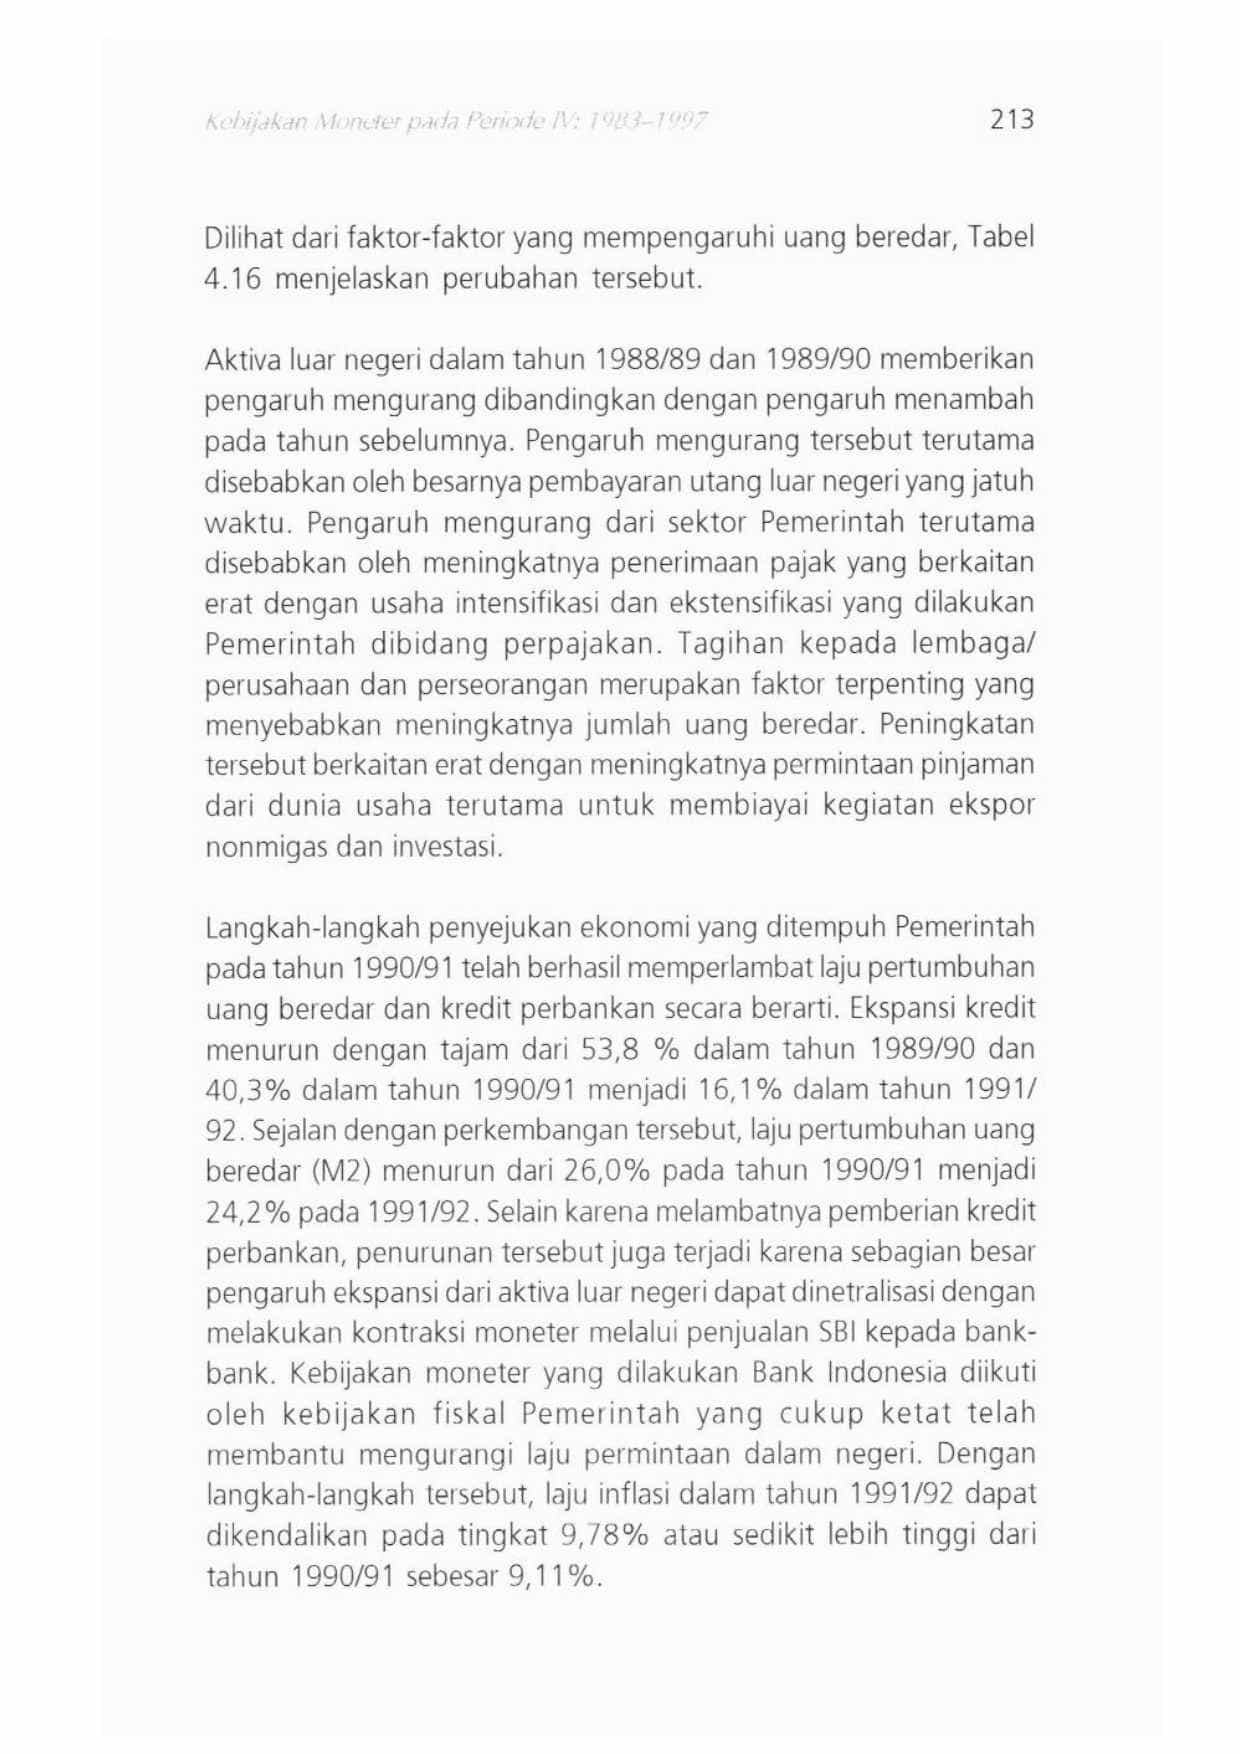 Kebijakan Moneter pada Periode IV: 1983–1997
213
Dilihat dari faktor-faktor yang mempengaruhi uang beredar, Tabel
4.16 menjelaskan perubahan tersebut.
Aktiva luar negeri dalam tahun 1988/89 dan 1989/90 memberikan
pengaruh mengurang dibandingkan dengan pengaruh menambah
pada tahun sebelumnya. Pengaruh mengurang tersebut terutama
disebabkan oleh besarnya pembayaran utang luar negeri yang jatuh
waktu. Pengaruh mengurang dari sektor Pemerintah terutama
disebabkan oleh meningkatnya penerimaan pajak yang berkaitan
erat dengan usaha intensifikasi dan ekstensifikasi yang dilakukan
Pemerintah dibidang perpajakan. Tagihan kepada lembaga/
perusahaan dan perseorangan merupakan faktor terpenting yang
menyebabkan meningkatnya jumlah uang beredar. Peningkatan
tersebut berkaitan erat dengan meningkatnya permintaan pinjaman
dari dunia usaha terutama untuk membiayai kegiatan ekspor
nonmigas dan investasi.
Langkah-langkah penyejukan ekonomi yang ditempuh Pemerintah
pada tahun 1990/91 telah berhasil memperlambat laju pertumbuhan
uang beredar dan kredit perbankan secara berarti. Ekspansi kredit
menurun dengan tajam dari 53,8 % dalam tahun 1989/90 dan
40,3% dalam tahun 1990/91 menjadi 16,1% dalam tahun 1991/
92. Sejalan dengan perkembangan tersebut, laju pertumbuhan uang
beredar (M2) menurun dari 26,0% pada tahun 1990/91 menjadi
24,2% pada 1991/92. Selain karena melambatnya pemberian kredit
perbankan, penurunan tersebut juga terjadi karena sebagian besar
pengaruh ekspansi dari aktiva luar negeri dapat dinetralisasi dengan
melakukan kontraksi moneter melalui penjualan SBI kepada bank-
bank. Kebijakan moneter yang dilakukan Bank Indonesia diikuti
oleh kebijakan fiskal Pemerintah yang cukup ketat telah
membantu mengurangi laju permintaan dalam negeri. Dengan
langkah-langkah tersebut, laju inflasi dalam tahun 1991/92 dapat
dikendalikan pada tingkat 9,78% atau sedikit lebih tinggi dari
tahun 1990/91 sebesar 9,11%.